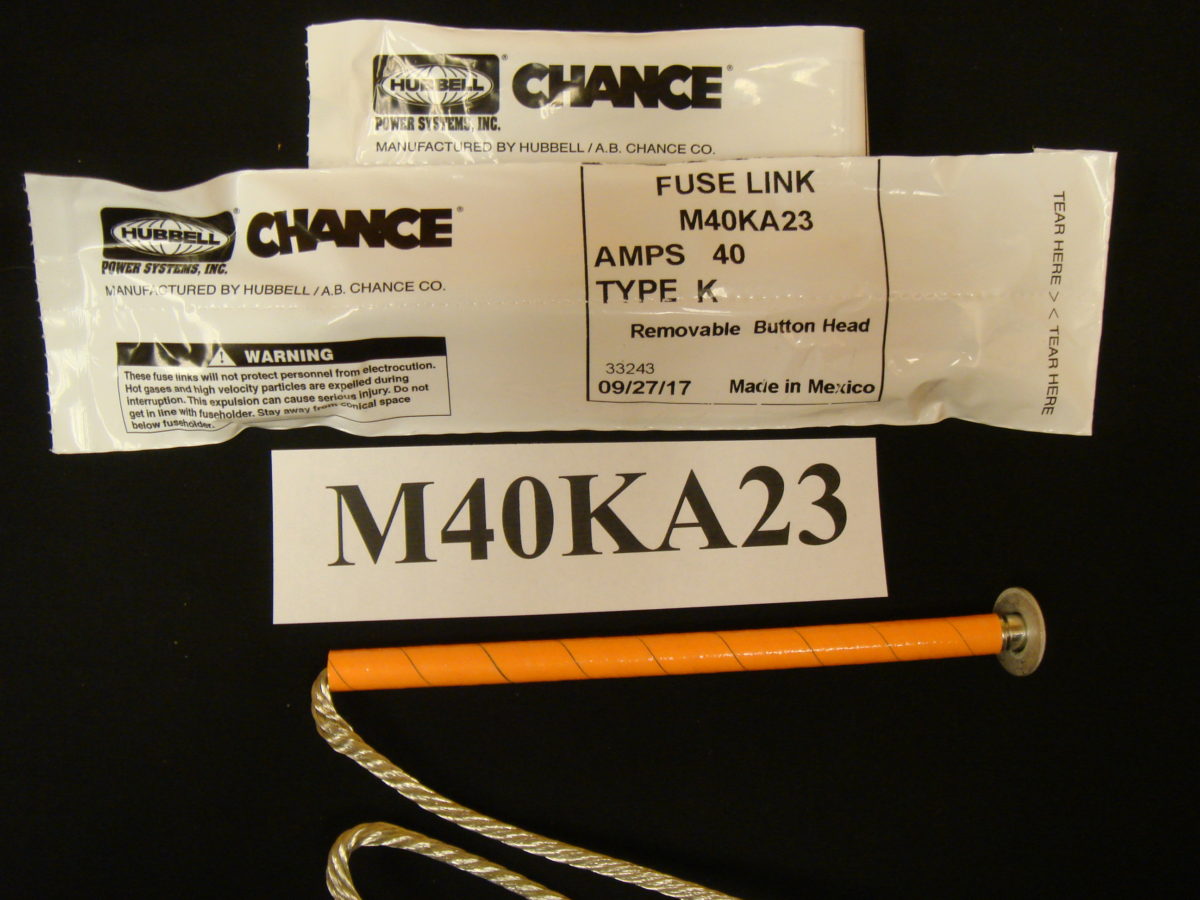 HUBBELL® CHANCE®
POWER SYSTEMS, INC.
MANUFACTURED BY HUBBELL / A.B. CHANCE CO.
HUBBELL® CHANCE®
POWER SYSTEMS, INC.
MANUFACTURED BY HUBBELL / A.B. CHANCE CO.
! WARNING
These fuse links will not protect personnel from electrocution.
Hot gases and high velocity particles are expelled during
interruption. This expulsion can cause serious injury. Do not
get in line with fuseholder. Stay away from conical space
below fuseholder.
FUSE LINK
M40KA23
AMPS 40
TYPE K
Removable Button Head
33243
09/27/17 Made in Mexico
TEAR HERE > < TEAR HERE
M40KA23